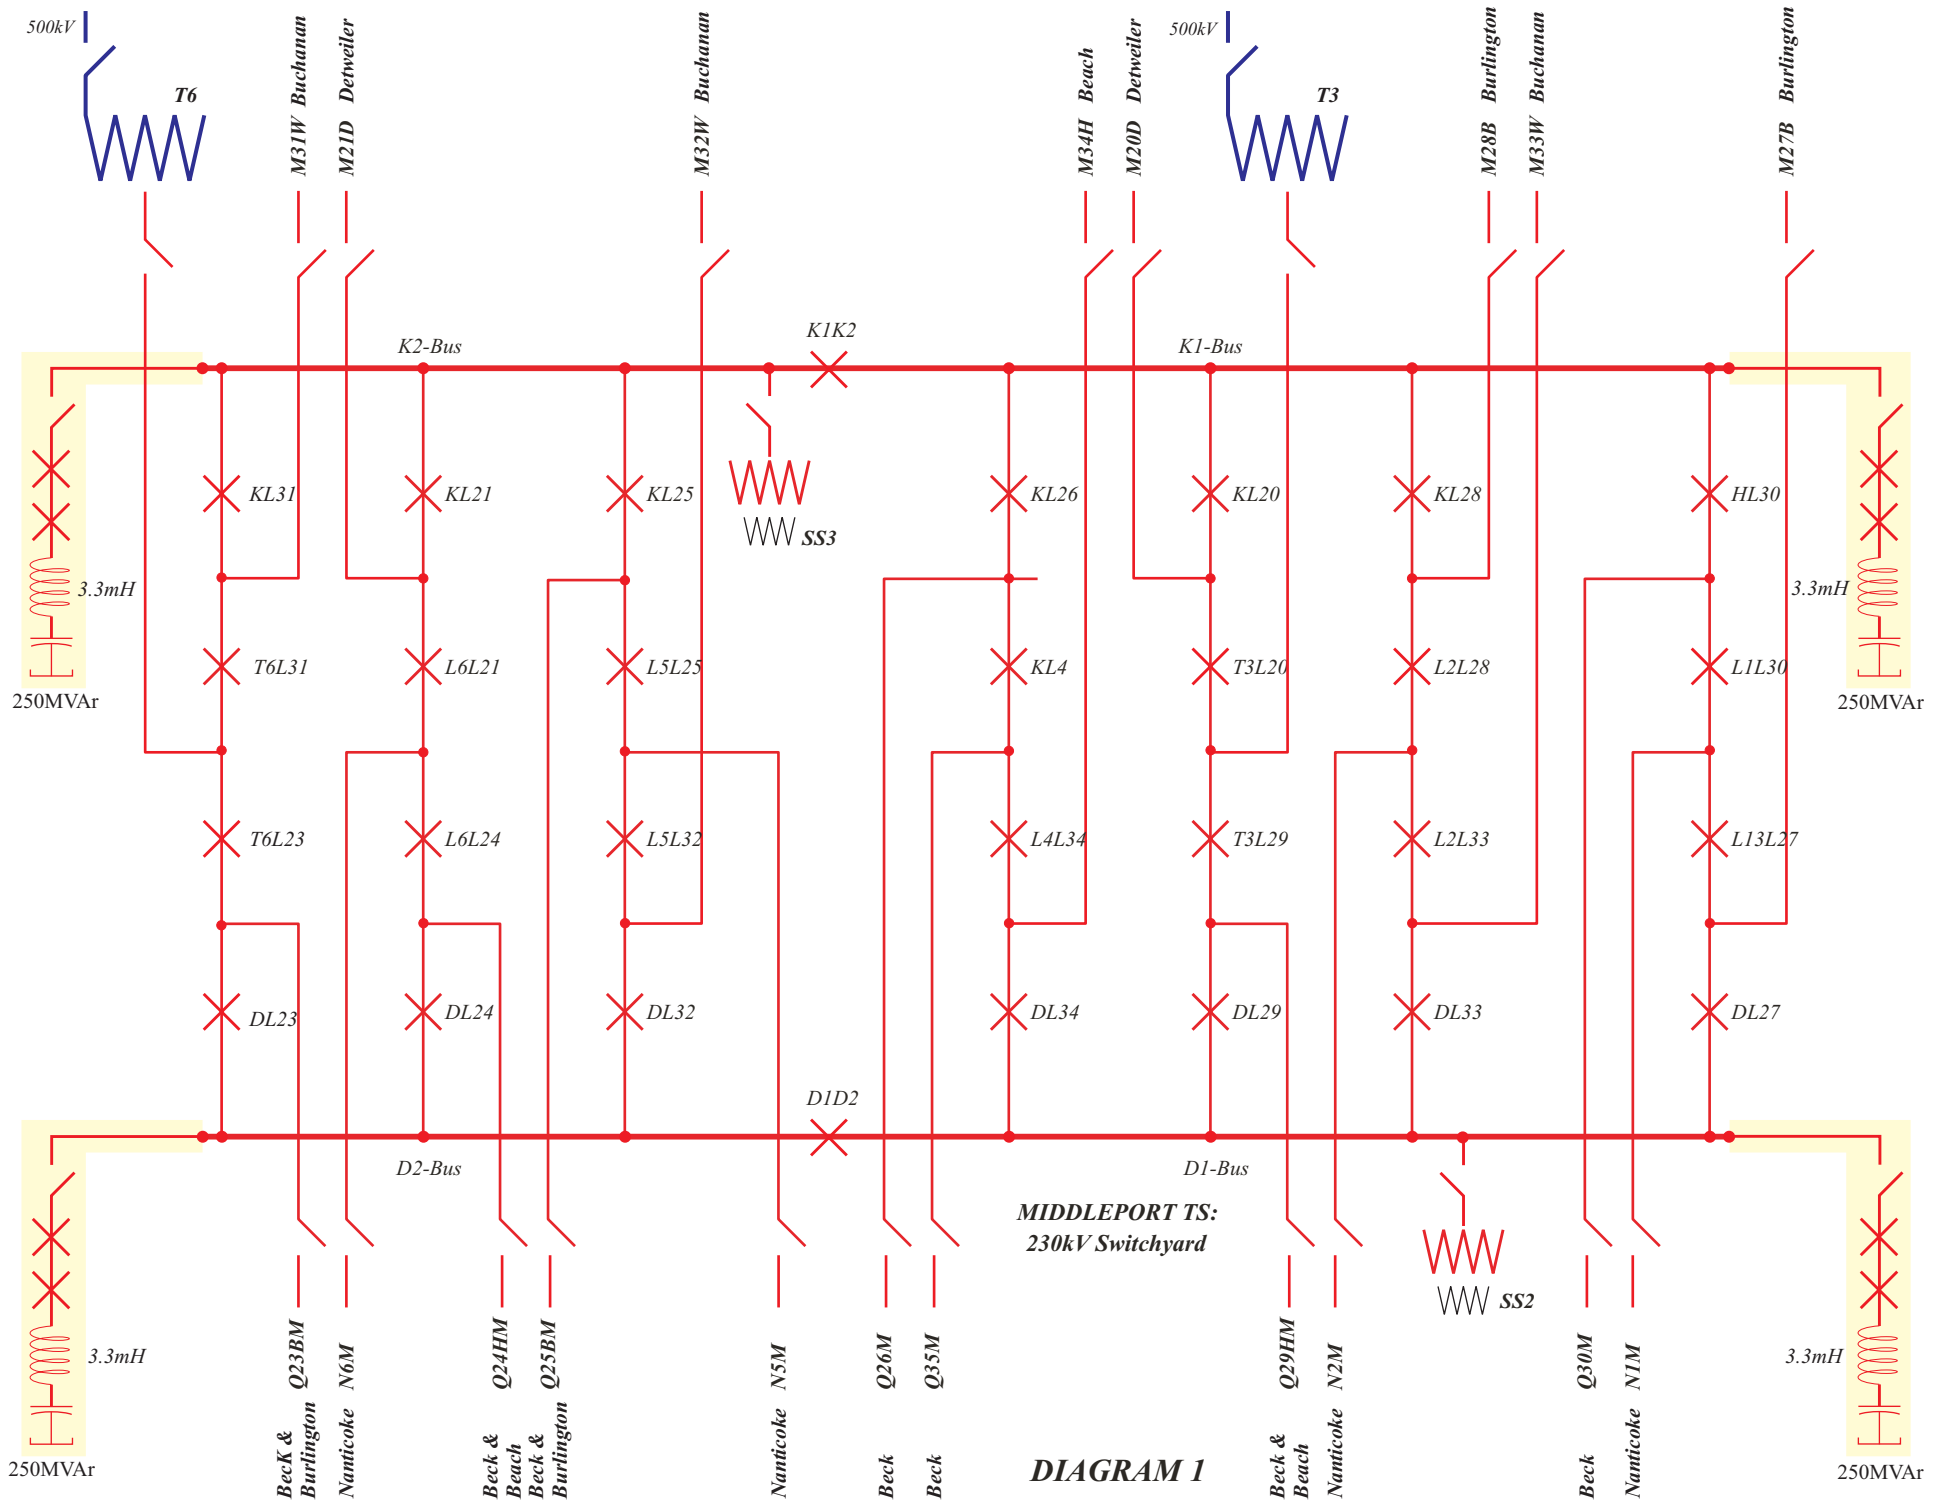 500kV
T6
M31W Buchanan
M21D Detweiler
M32W Buchanan
M34H Beach
M20D Detweiler
500kV
T3
M28B Burlington
M33W Buchanan
M27B Burlington
K2-Bus
K1K2
K1-Bus
KL31
KL21
KL25
SS3
KL26
KL20
KL28
HL30
3.3mH
3.3mH
T6L31
L6L21
L5L25
KL4
T3L20
L2L28
L1L30
250MVAr
250MVAr
T6L23
L6L24
L5L32
L4L34
T3L29
L2L33
L13L27
DL23
DL24
DL32
DL34
DL29
DL33
DL27
D1D2
D2-Bus
D1-Bus
MIDDLEPORT TS:
230kV Switchyard
SS2
3.3mH
3.3mH
Q23BM
BecK &
Burlington
Nanticoke N6M
Q24HM
Beck &
Beach
Q25BM
Beck &
Burlington
Nanticoke N5M
Beck Q26M
Beck Q35M
Q29HM
Beck &
Beach
Nanticoke N2M
Beck Q30M
Nanticoke N1M
250MVAr
DIAGRAM 1
250MVAr